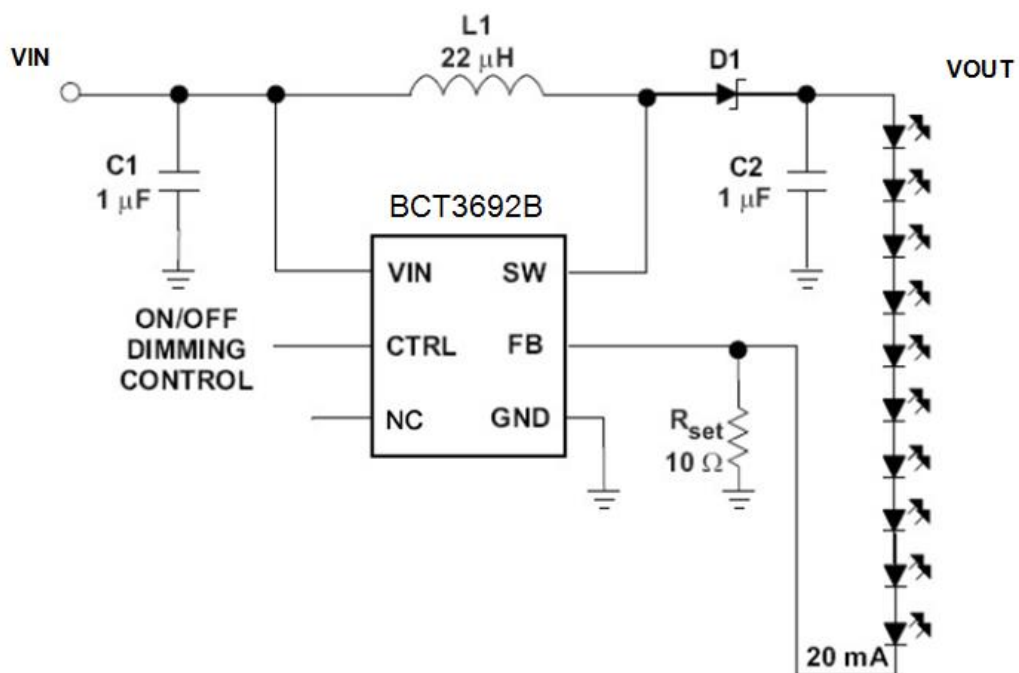 VIN
L1
22 μH
D1
VOUT
C1
1 μF
C2
1 μF
BCT3692B
VIN
SW
ON/OFF
DIMMING
CONTROL
CTRL
FB
NC
GND
Rset
10 Ω
20 mA